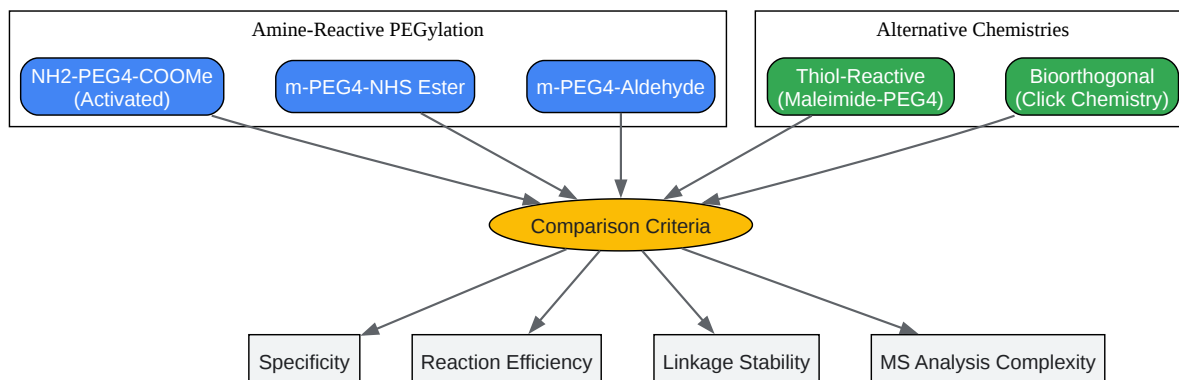 Amine-Reactive PEGylation
Alternative Chemistries
NH2-PEG4-COOMe
(Activated)
m-PEG4-NHS Ester
m-PEG4-Aldehyde
Thiol-Reactive
(Maleimide-PEG4)
Bioorthogonal
(Click Chemistry)
Comparison Criteria
Specificity
Reaction Efficiency
Linkage Stability
MS Analysis Complexity